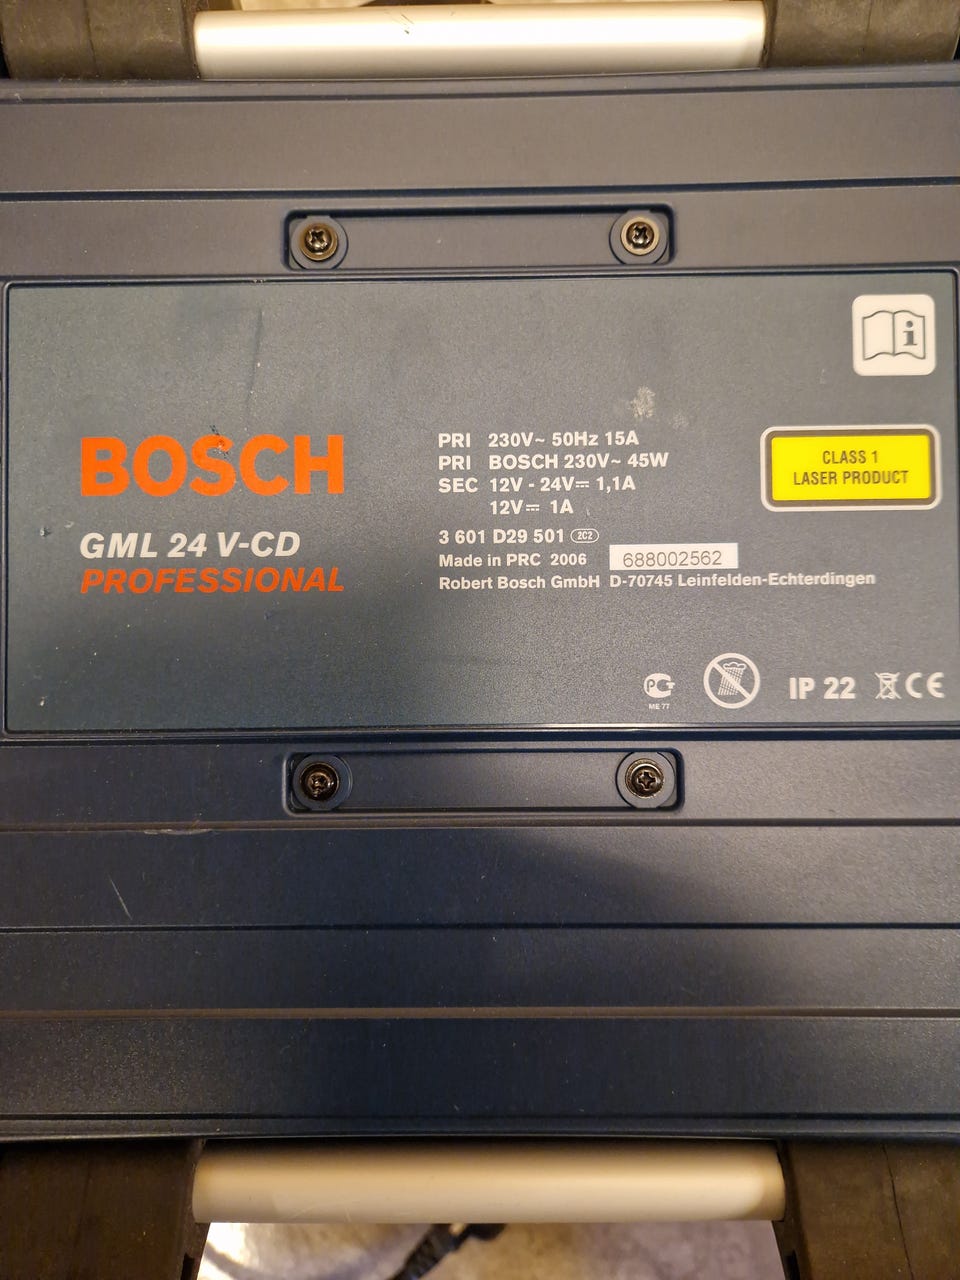 BOSCH
GML 24 V-CD
PROFESSIONAL
PRI 230V~ 50Hz 15A
PRI BOSCH 230V~ 45W
SEC 12V - 24V⎓ 1,1A
12V⎓ 1A
3 601 D29 501 2C2
Made in PRC 2006 688002562
Robert Bosch GmbH D-70745 Leinfelden-Echterdingen
i
CLASS 1
LASER PRODUCT
РСТ
ME 77
IP 22 CE